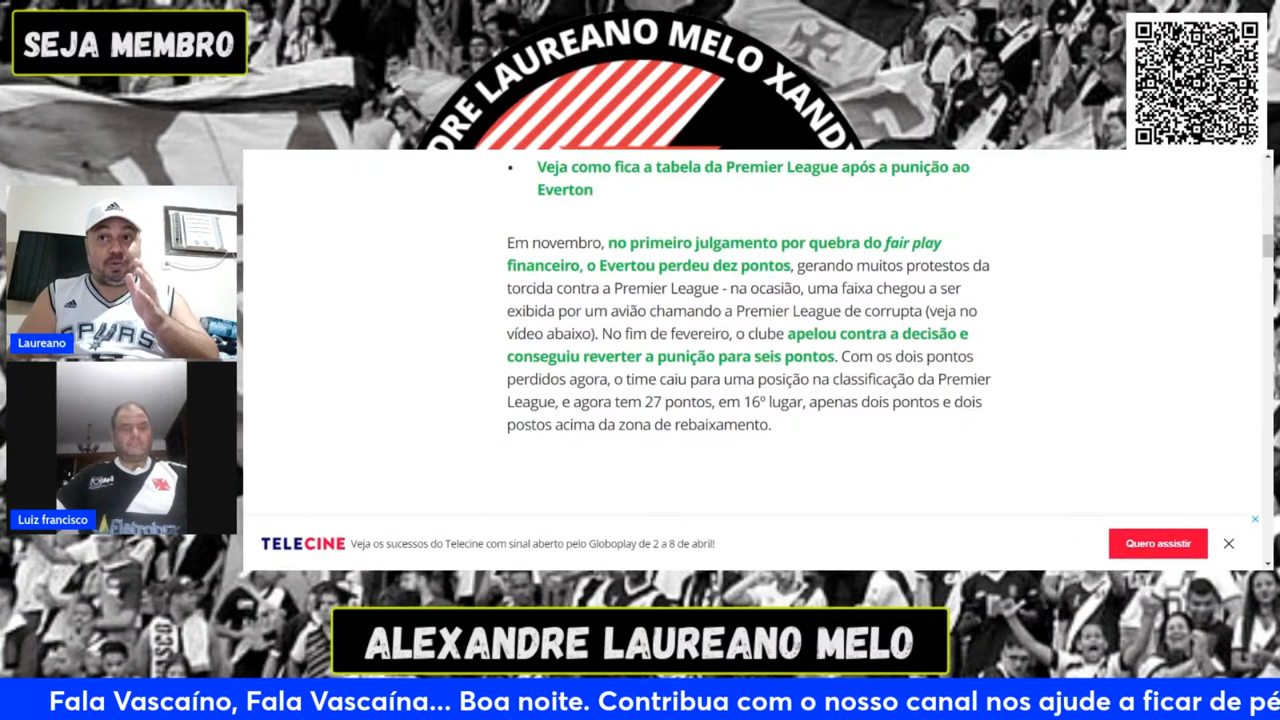 SEJA MEMBRO
DRE LAUREANO MELO XAND
Veja como fica a tabela da Premier League após a punição ao
Everton
Em novembro, no primeiro julgamento por quebra do fair play
financeiro, o Evertou perdeu dez pontos, gerando muitos protestos da
torcida contra a Premier League - na ocasião, uma faixa chegou a ser
exibida por um avião chamando a Premier League de corrupta (veja no
vídeo abaixo). No fim de fevereiro, o clube apelou contra a decisão e
conseguiu reverter a punição para seis pontos. Com os dois pontos
perdidos agora, o time caiu para uma posição na classificação da Premier
League, e agora tem 27 pontos, em 16º lugar, apenas dois pontos e dois
postos acima da zona de rebaixamento.
SPURS
Laureano
Luiz francisco
TELECINE Veja os sucessos do Telecine com sinal aberto pelo Globoplay de 2 a 8 de abril!
Quero assistir
ALEXANDRE LAUREANO MELO
Fala Vascaíno, Fala Vascaína... Boa noite. Contribua com o nosso canal nos ajude a ficar de pé